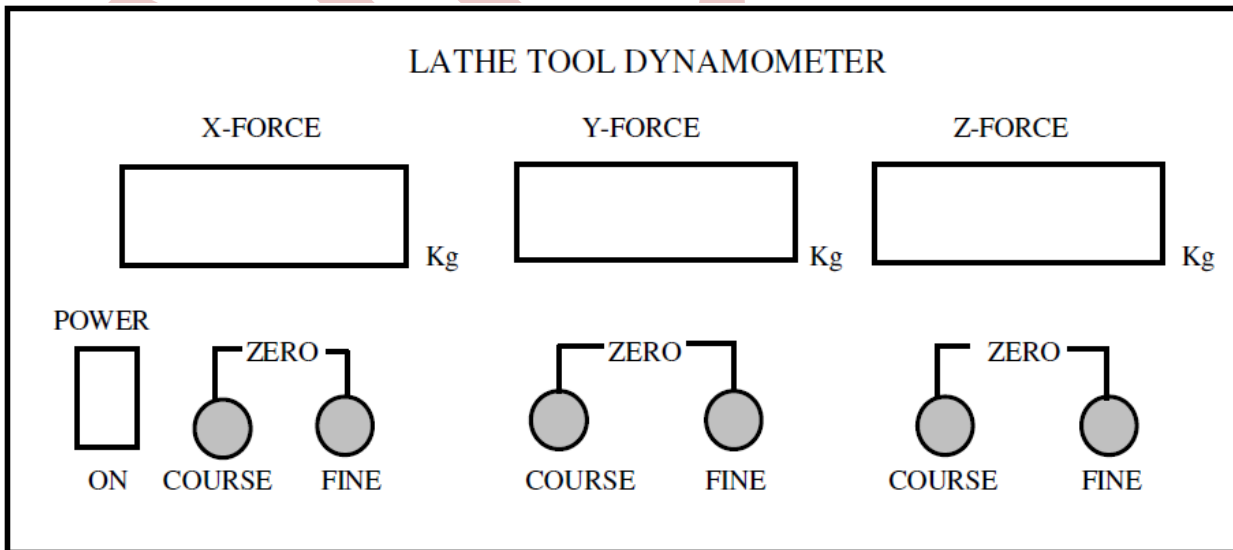 LATHE TOOL DYNAMOMETER
X-FORCE Y-FORCE Z-FORCE
Kg Kg Kg
POWER
ZERO ZERO ZERO
ON COURSE FINE COURSE FINE COURSE FINE